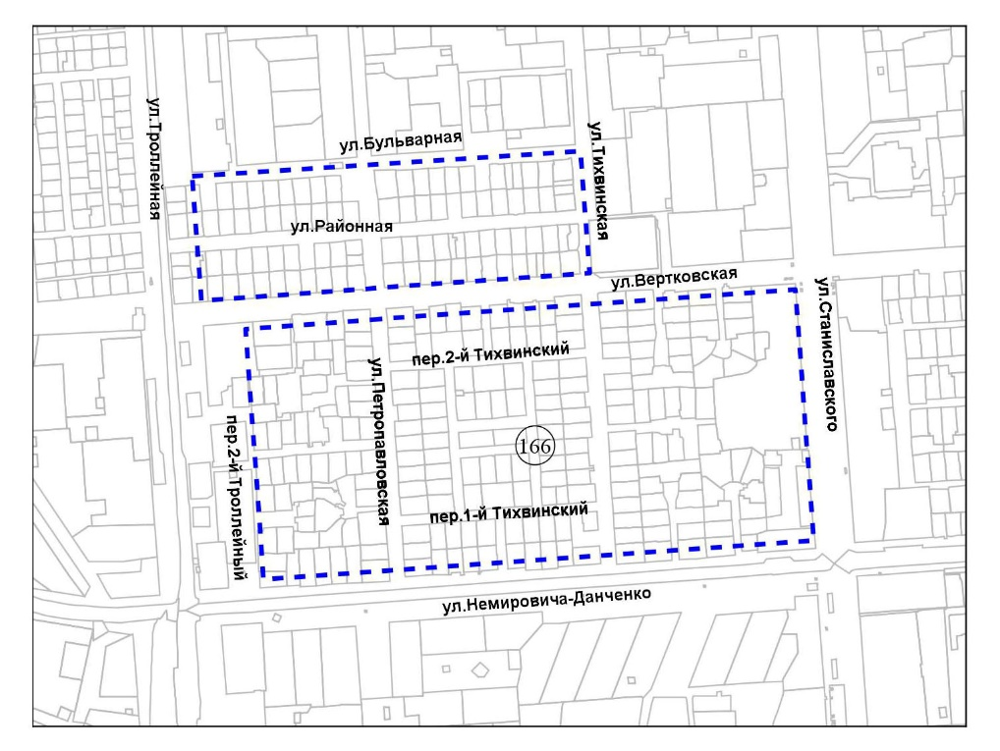 ул.Троллейная
ул.Бульварная
ул.Тихвинская
ул.Районная
ул.Вертковская
ул.Станиславского
пер.2-й Тихвинский
ул.Петропавловская
пер.2-й Троллейный
166
пер.1-й Тихвинский
ул.Немировича-Данченко